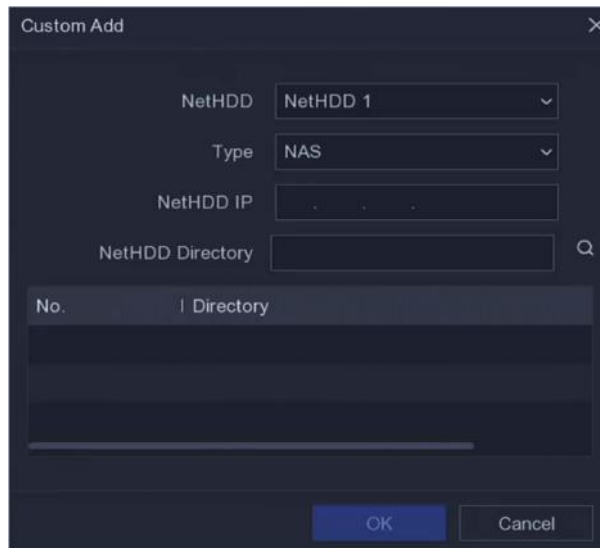 Custom Add
NetHDD NetHDD 1
Type NAS
NetHDD IP . . .
NetHDD Directory
No. Directory
OK Cancel